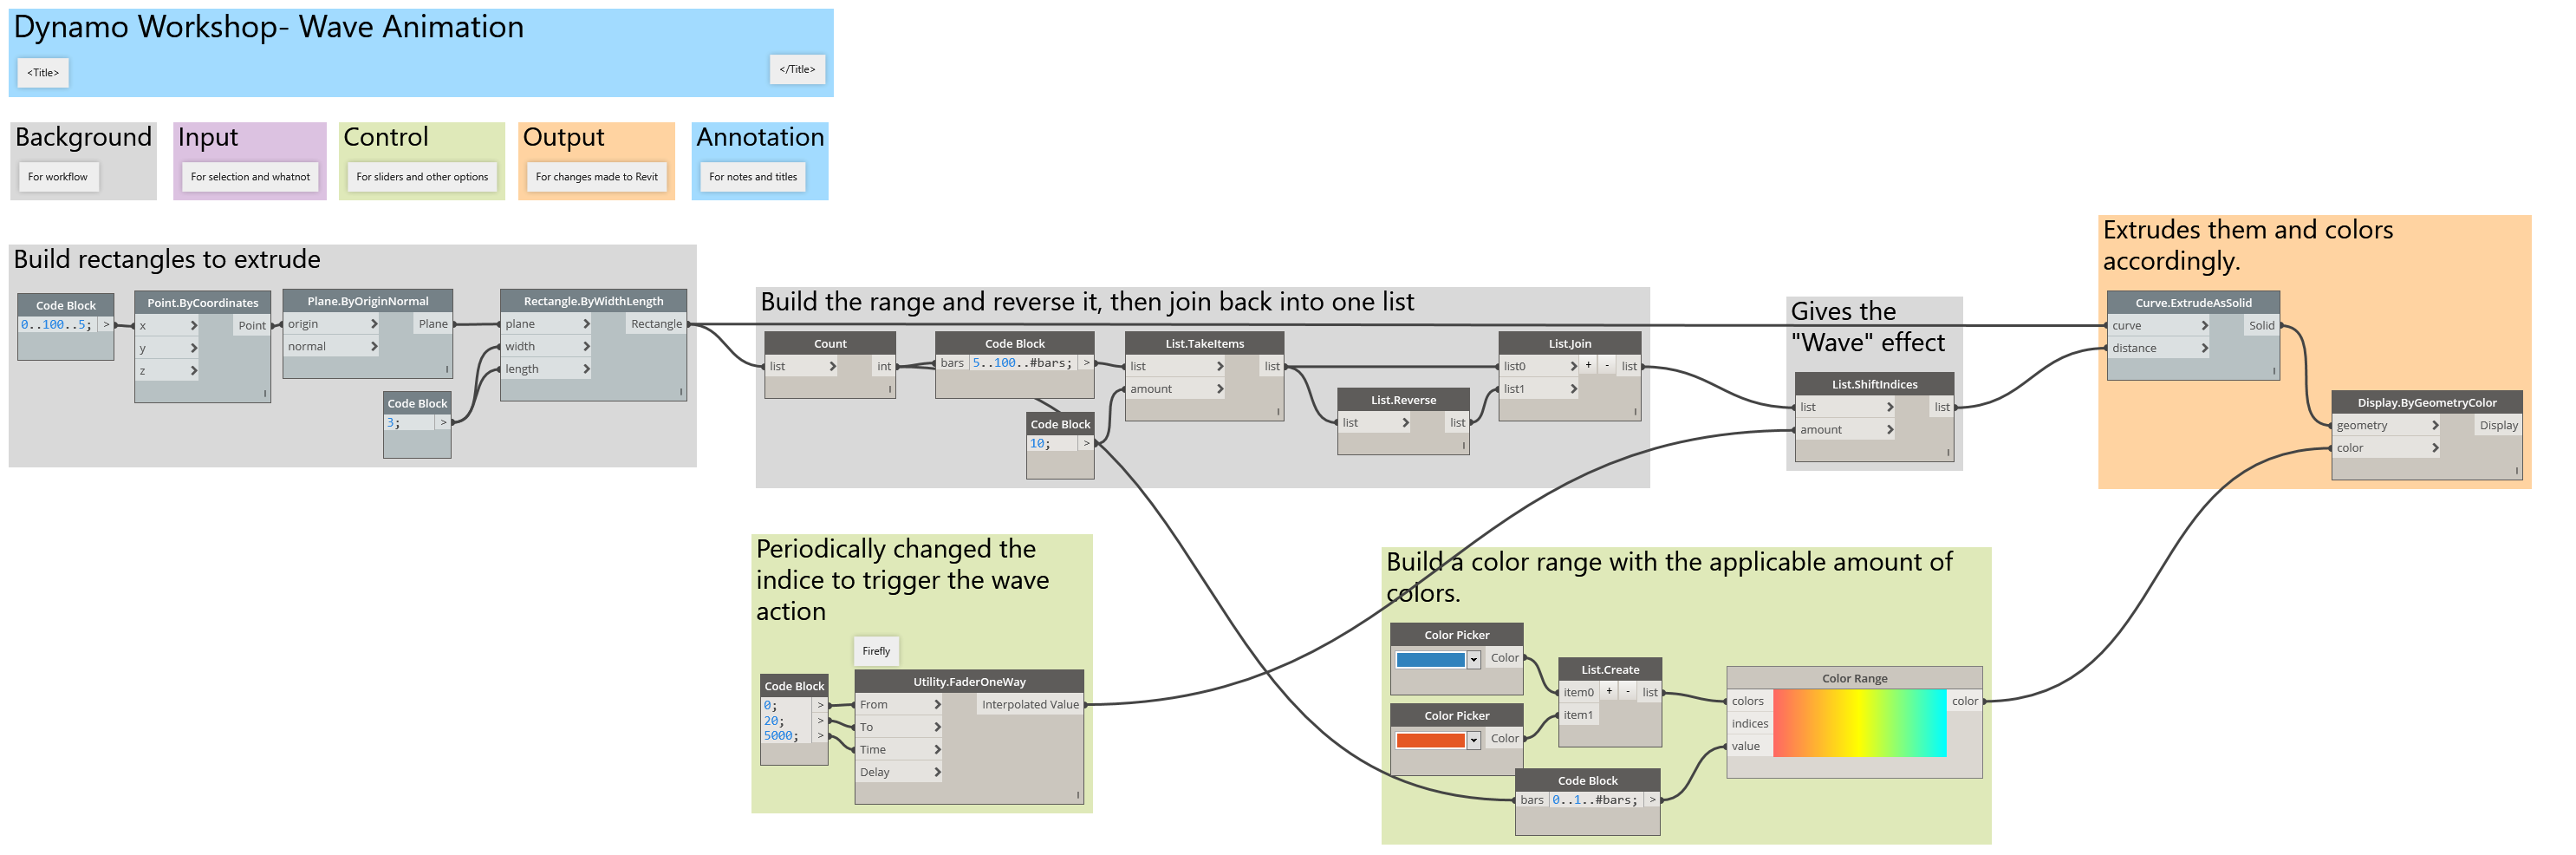 Dynamo Workshop- Wave Animation
<Title>
</Title>
Background
For workflow
Input
For selection and whatnot
Control
For sliders and other options
Output
For changes made to Revit
Annotation
For notes and titles
Build rectangles to extrude
Code Block
0..100..5; >
Point.ByCoordinates
x > Point
y >
z >
Plane.ByOriginNormal
origin > Plane
normal >
Rectangle.ByWidthLength
plane > Rectangle
width >
length >
Code Block
3; >
Build the range and reverse it, then join back into one list
Count
list > int
Code Block
bars 5..100..#bars; >
Code Block
10; >
List.TakeItems
list > list
amount >
List.Reverse
list > list
List.Join
list0 > + - list
list1 >
Gives the
"Wave" effect
List.ShiftIndices
list > list
amount >
Extrudes them and colors
accordingly.
Curve.ExtrudeAsSolid
curve > Solid
distance >
Display.ByGeometryColor
geometry > Display
color >
Periodically changed the
indice to trigger the wave
action
Firefly
Code Block
0; >
20; >
5000; >
Utility.FaderOneWay
From > Interpolated Value
To >
Time >
Delay >
Build a color range with the applicable amount of
colors.
Color Picker
Color
Color Picker
Color
List.Create
item0 + - list
item1
Code Block
bars 0..1..#bars; >
Color Range
colors color
indices
value